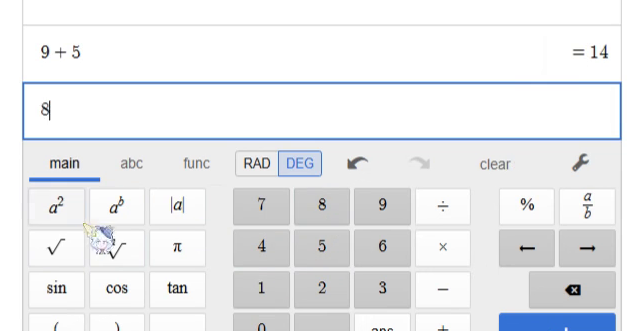 9 + 5 = 14
8
main abc func RAD DEG clear
a² aᵇ |a| 7 8 9 ÷ % a/b
√ √ π 4 5 6 × ← →
sin cos tan 1 2 3 −
( ) 0 ans +